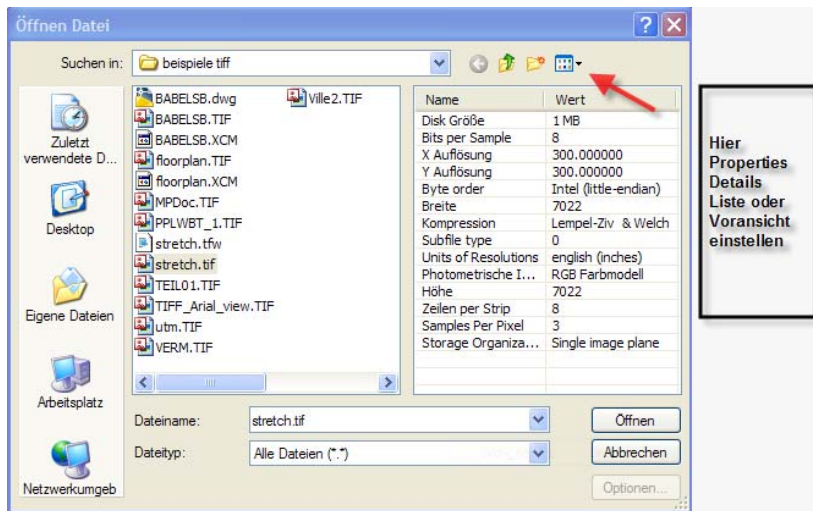 Öffnen Datei
Suchen in: beispiele tiff
Zuletzt
verwendete D...
Desktop
Eigene Dateien
Arbeitsplatz
Netzwerkumgeb
BABELSB.dwg
BABELSB.TIF
BABELSB.XCM
floorplan.TIF
floorplan.XCM
MPDoc.TIF
PPLWBT_1.TIF
stretch.tfw
stretch.tif
TEIL01.TIF
TIFF_Arial_view.TIF
utm.TIF
VERM.TIF
Ville2.TIF
Name Wert
Disk Größe 1 MB
Bits per Sample 8
X Auflösung 300.000000
Y Auflösung 300.000000
Byte order Intel (little-endian)
Breite 7022
Kompression Lempel-Ziv & Welch
Subfile type 0
Units of Resolutions english (inches)
Photometrische I... RGB Farbmodell
Höhe 7022
Zeilen per Strip 8
Samples Per Pixel 3
Storage Organiza... Single image plane
Dateiname: stretch.tif Öffnen
Dateityp: Alle Dateien (*.*) Abbrechen
Optionen...
Hier
Properties
Details
Liste oder
Voransicht
einstellen